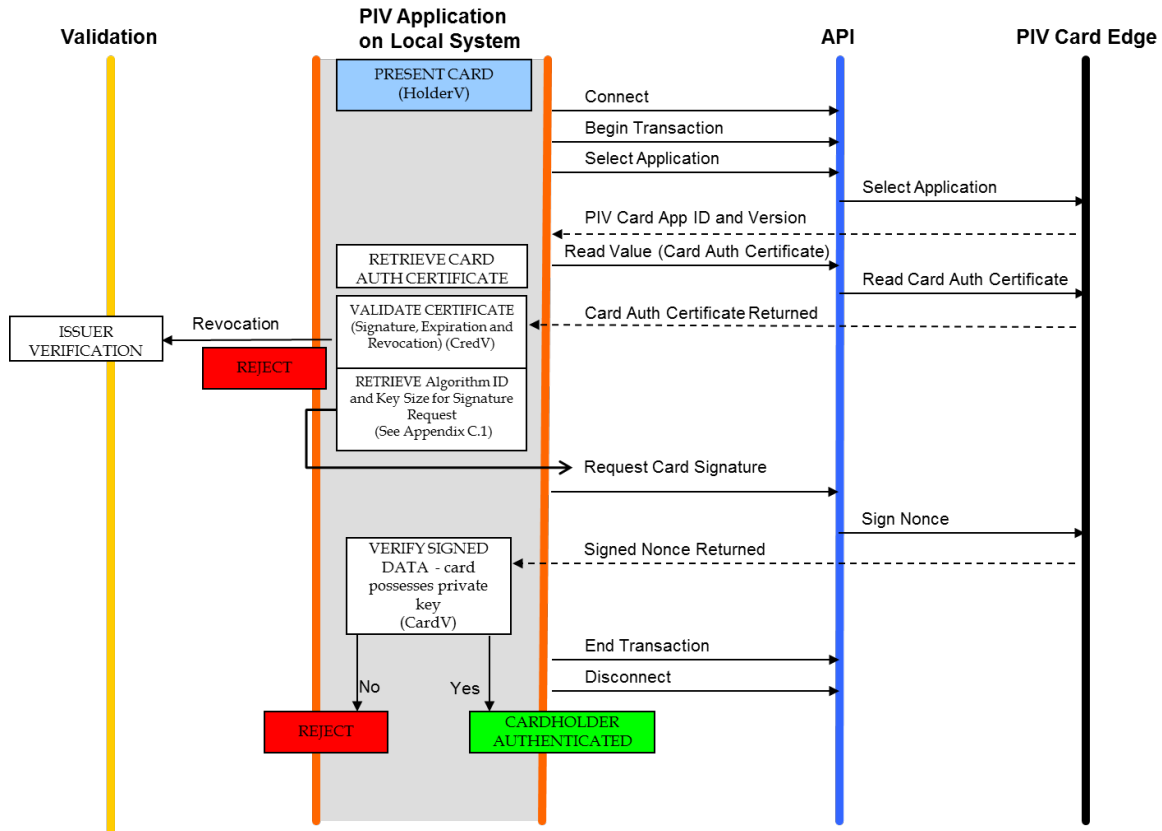 Validation
PIV Application
on Local System
API
PIV Card Edge
PRESENT CARD
(HolderV)
Connect
Begin Transaction
Select Application
Select Application
PIV Card App ID and Version
RETRIEVE CARD
AUTH CERTIFICATE
Read Value (Card Auth Certificate)
Read Card Auth Certificate
Card Auth Certificate Returned
VALIDATE CERTIFICATE
(Signature, Expiration and
Revocation) (CredV)
Revocation
ISSUER
VERIFICATION
REJECT
RETRIEVE Algorithm ID
and Key Size for Signature
Request
(See Appendix C.1)
Request Card Signature
Sign Nonce
Signed Nonce Returned
VERIFY SIGNED
DATA - card
possesses private
key
(CardV)
End Transaction
Disconnect
No
Yes
REJECT
CARDHOLDER
AUTHENTICATED